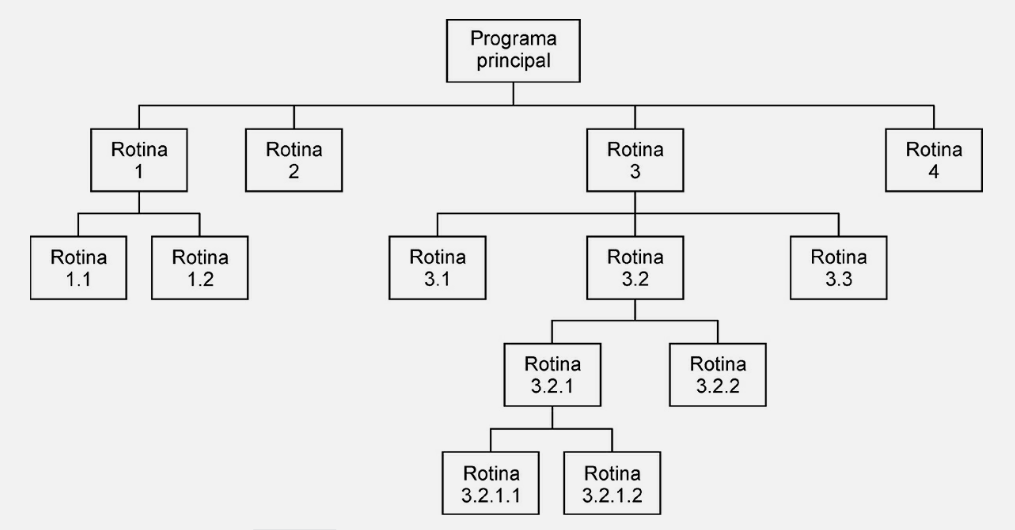 Programa
principal
Rotina
1
Rotina
2
Rotina
3
Rotina
4
Rotina
1.1
Rotina
1.2
Rotina
3.1
Rotina
3.2
Rotina
3.3
Rotina
3.2.1
Rotina
3.2.2
Rotina
3.2.1.1
Rotina
3.2.1.2